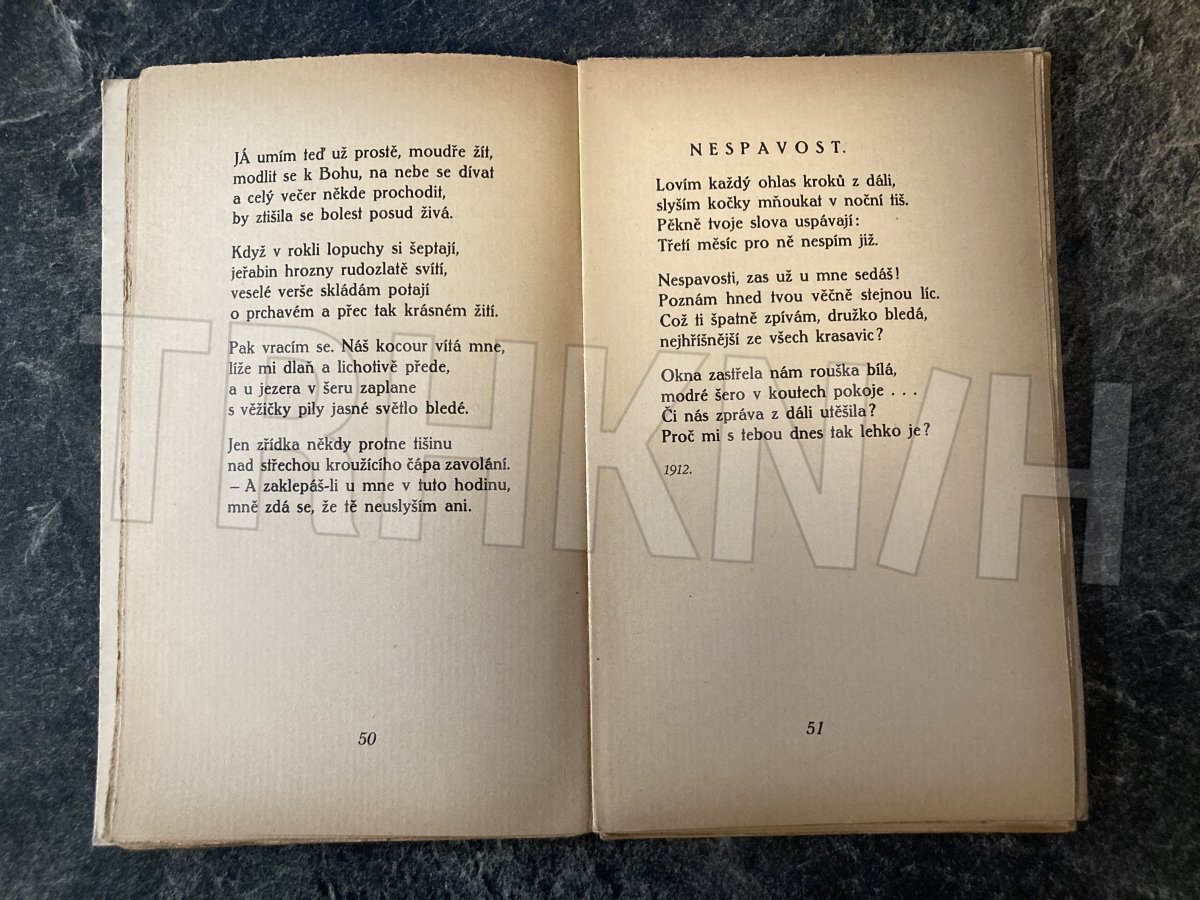 JÁ umím teď už prostě, moudře žít,
modlit se k Bohu, na nebe se dívat
a celý večer někde prochodit,
by ztišila se bolest posud živá.
Když v rokli lopuchy si šeptají,
jeřabin hrozny rudozlatě svítí,
veselé verše skládám potají
o prchavém a přec tak krásném žití.
Pak vracím se. Náš kocour vítá mne,
líže mi dlaň a lichotivě přede,
a u jezera v šeru zaplane
s věžičky pily jasné světlo bledé.
Jen zřídka někdy protne tišinu
nad střechou kroužícího čápa zavolání.
— A zaklepáš-li u mne v tuto hodinu,
mně zdá se, že tě neuslyším ani.
50
NESPAVOST.
Lovím každý ohlas kroků z dáli,
slyším kočky mňoukat v noční tiš.
Pěkně tvoje slova uspávají:
Třetí měsíc pro ně nespím již.
Nespavosti, zas už u mne sedáš!
Poznám hned tvou věčně stejnou líc.
Což ti špatně zpívám, družko bledá,
nejhříšnější ze všech krasavic?
Okna zastřela nám rouška bílá,
modré šero v koutech pokoje . . .
Či nás zpráva z dáli utěšila?
Proč mi s tebou dnes tak lehko je?
1912.
51
TRHKNI/H